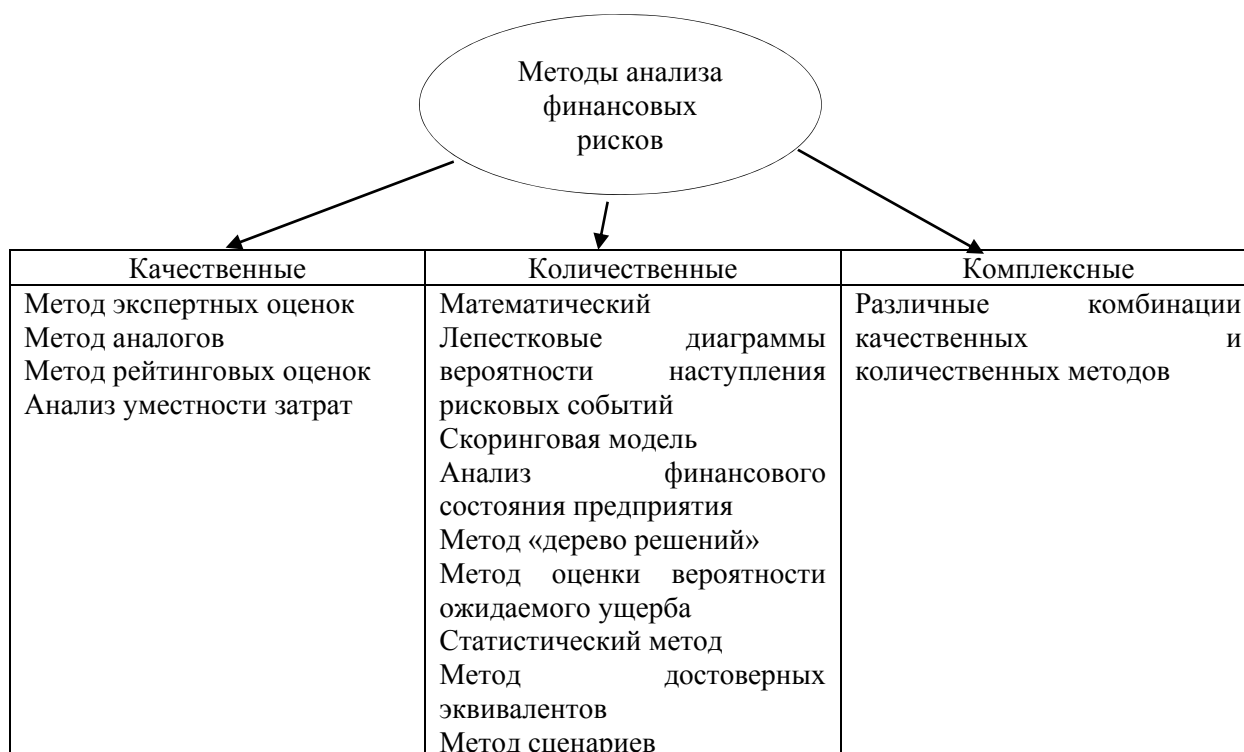 Методы анализа
финансовых
рисков
Качественные
Метод экспертных оценок
Метод аналогов
Метод рейтинговых оценок
Анализ уместности затрат
Количественные
Математический
Лепестковые диаграммы
вероятности наступления
рисковых событий
Скоринговая модель
Анализ финансового
состояния предприятия
Метод «дерево решений»
Метод оценки вероятности
ожидаемого ущерба
Статистический метод
Метод достоверных
эквивалентов
Метод сценариев
Комплексные
Различные комбинации
качественных и
количественных методов